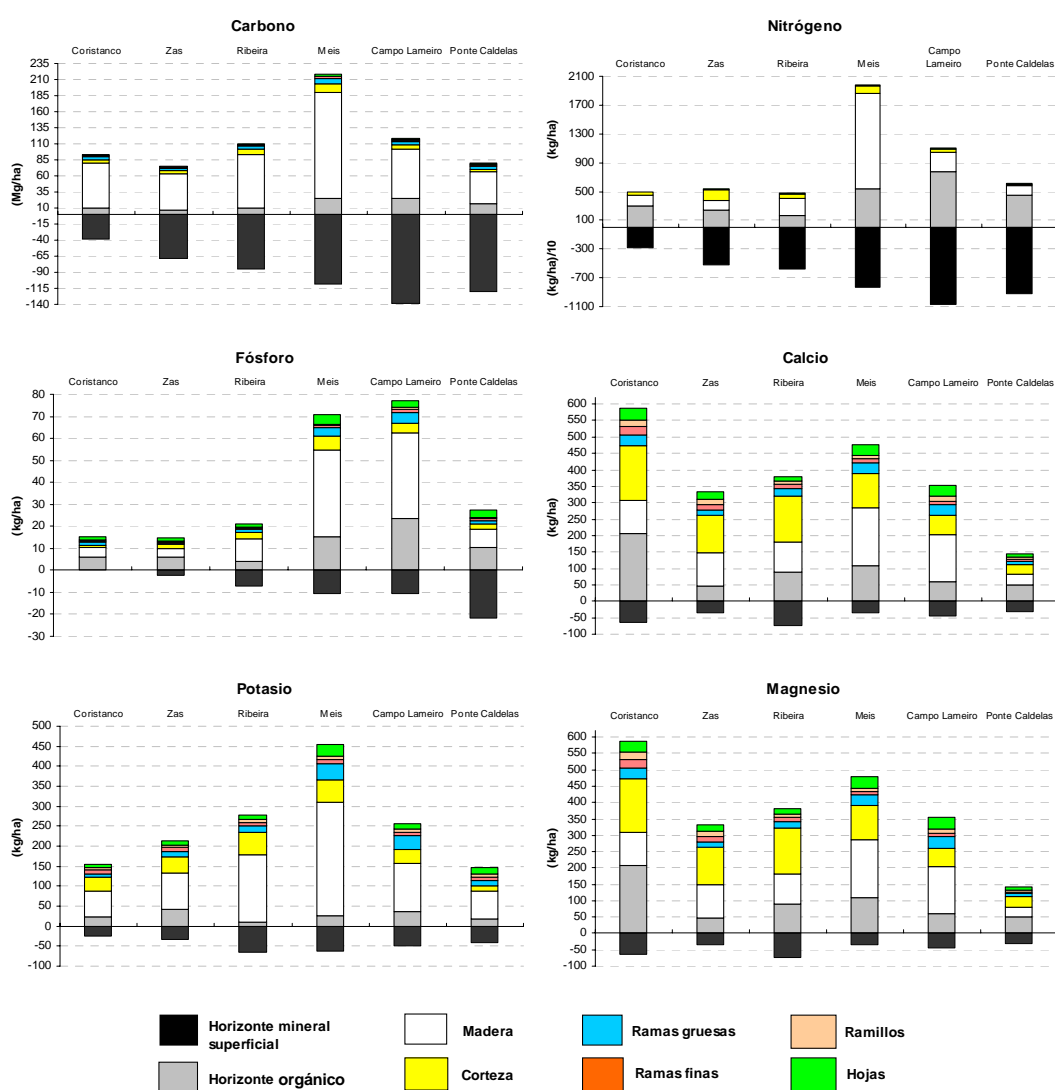 Carbono
Coristanco Zas Ribeira Meis Campo Lameiro Ponte Caldelas
235
210
185
160
135
110
85
60
35
10
-15
-40
-65
-90
-115
-140
(Mg/ha)
Nitrógeno
Coristanco Zas Ribeira Meis Campo Lameiro Ponte Caldelas
2100
1700
1300
900
500
100
-300
-700
-1100
(kg/ha)
(kg/ha)/10
Fósforo
Coristanco Zas Ribeira Meis Campo Lameiro Ponte Caldelas
80
70
60
50
40
30
20
10
0
-10
-20
-30
(kg/ha)
Calcio
Coristanco Zas Ribeira Meis Campo Lameiro Ponte Caldelas
600
550
500
450
400
350
300
250
200
150
100
50
0
-50
-100
(kg/ha)
Potasio
Coristanco Zas Ribeira Meis Campo Lameiro Ponte Caldelas
500
450
400
350
300
250
200
150
100
50
0
-50
-100
(kg/ha)
Magnesio
Coristanco Zas Ribeira Meis Campo Lameiro Ponte Caldelas
600
550
500
450
400
350
300
250
200
150
100
50
0
-50
-100
(kg/ha)
Horizonte mineral
superficial
Madera
Ramas gruesas
Ramillos
Horizonte orgánico
Corteza
Ramas finas
Hojas